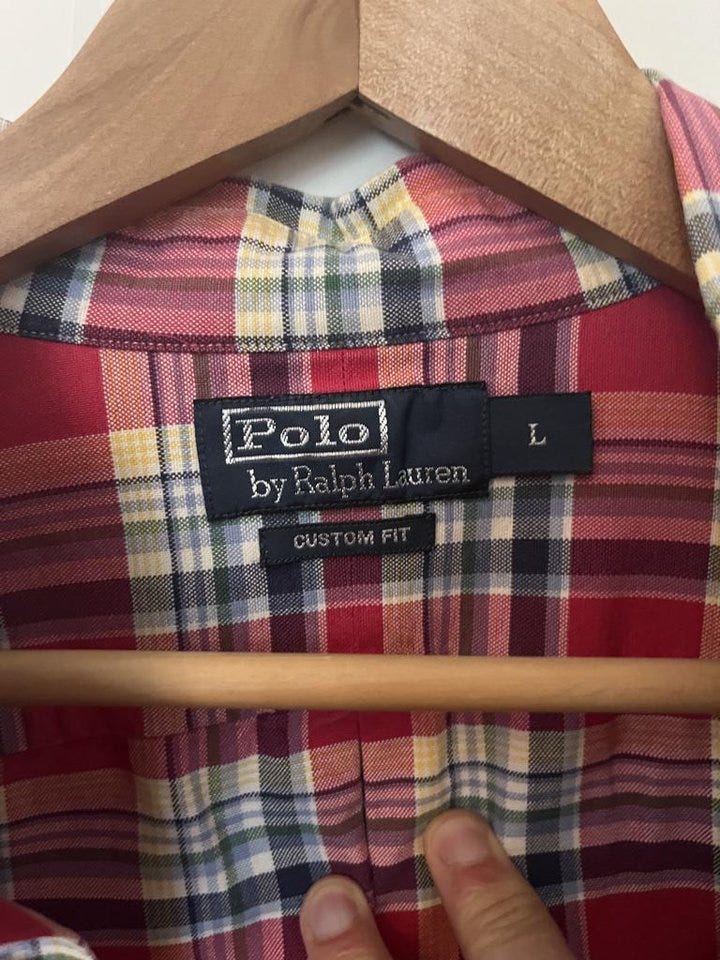 Polo
by Ralph Lauren
L
CUSTOM FIT